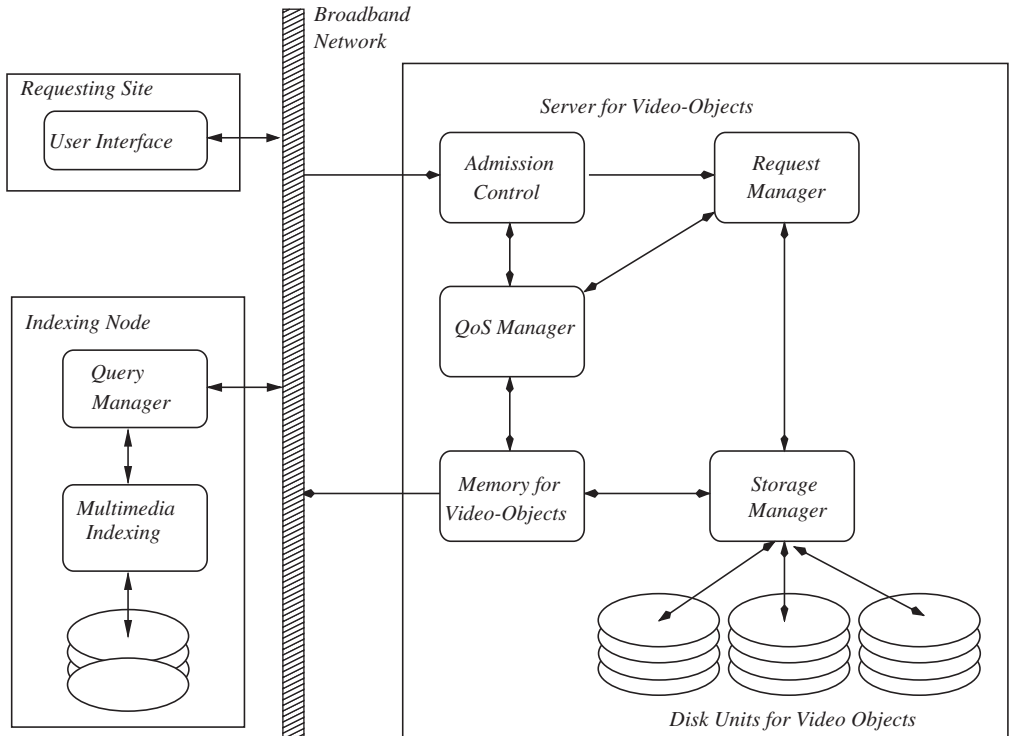 Broadband
Network
Requesting Site
User Interface
Server for Video-Objects
Admission
Control
Request
Manager
Indexing Node
QoS Manager
Query
Manager
Memory for
Video-Objects
Storage
Manager
Multimedia
Indexing
Disk Units for Video Objects